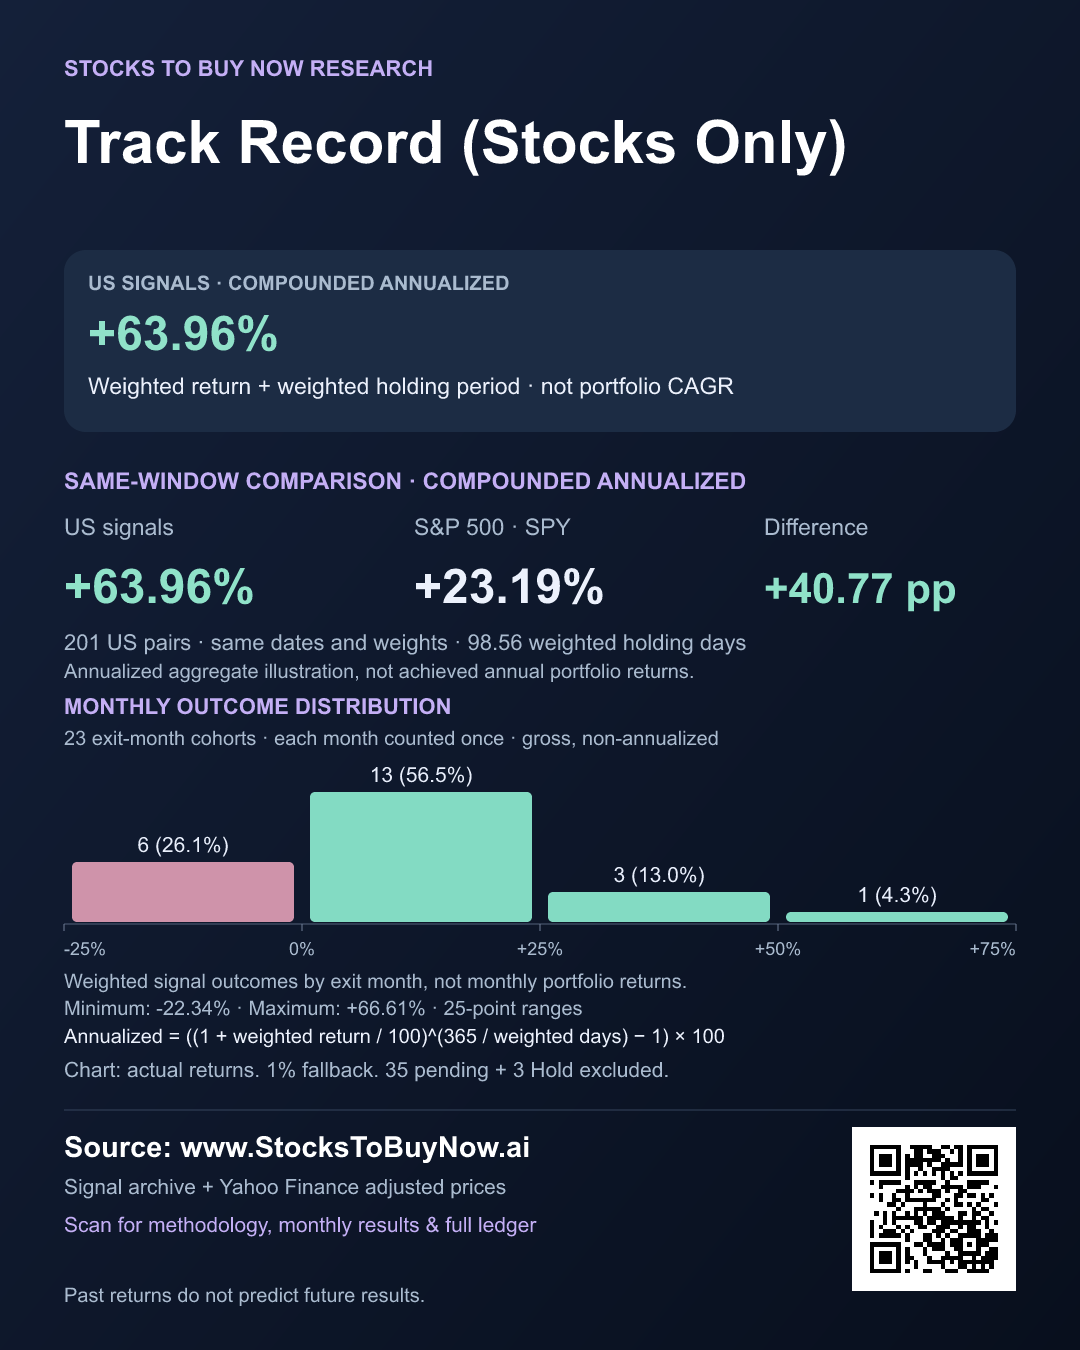 STOCKS TO BUY NOW RESEARCH
Track Record (Stocks Only)
US SIGNALS · COMPOUNDED ANNUALIZED
+63.96%
Weighted return + weighted holding period · not portfolio CAGR
SAME-WINDOW COMPARISON · COMPOUNDED ANNUALIZED
US signals
S&P 500 · SPY
Difference
+63.96%
+23.19%
+40.77 pp
201 US pairs · same dates and weights · 98.56 weighted holding days
Annualized aggregate illustration, not achieved annual portfolio returns.
MONTHLY OUTCOME DISTRIBUTION
23 exit-month cohorts · each month counted once · gross, non-annualized
6 (26.1%)
13 (56.5%)
3 (13.0%)
1 (4.3%)
-25%
0%
+25%
+50%
+75%
Weighted signal outcomes by exit month, not monthly portfolio returns.
Minimum: -22.34% · Maximum: +66.61% · 25-point ranges
Annualized = ((1 + weighted return / 100)^(365 / weighted days) − 1) × 100
Chart: actual returns. 1% fallback. 35 pending + 3 Hold excluded.
Source: www.StocksToBuyNow.ai
Signal archive + Yahoo Finance adjusted prices
Scan for methodology, monthly results & full ledger
Past returns do not predict future results.